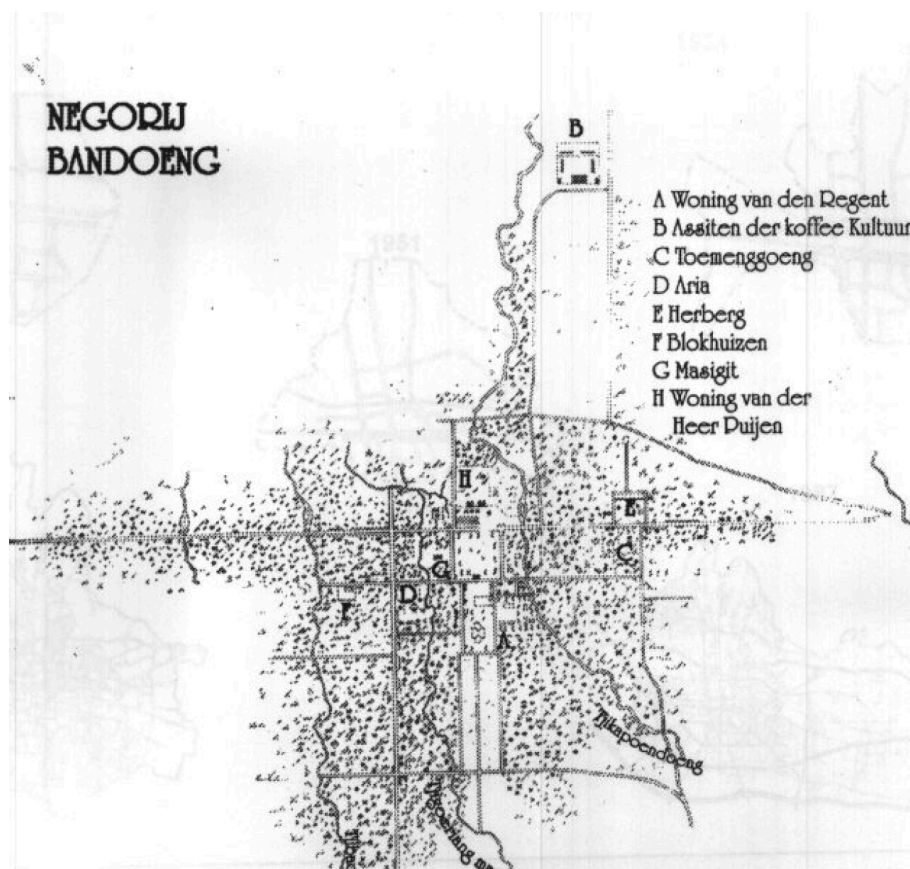 NEGORIJ
BANDOENG
B
A Woning van den Regent
B Assiten der koffee Kultuur
C Toemenggoeng
D Aria
E Herberg
F Blokhuizen
G Masigit
H Woning van der
Heer Puijen
1951
H
E
C
G
D
F
A
Tjikapoendoeng